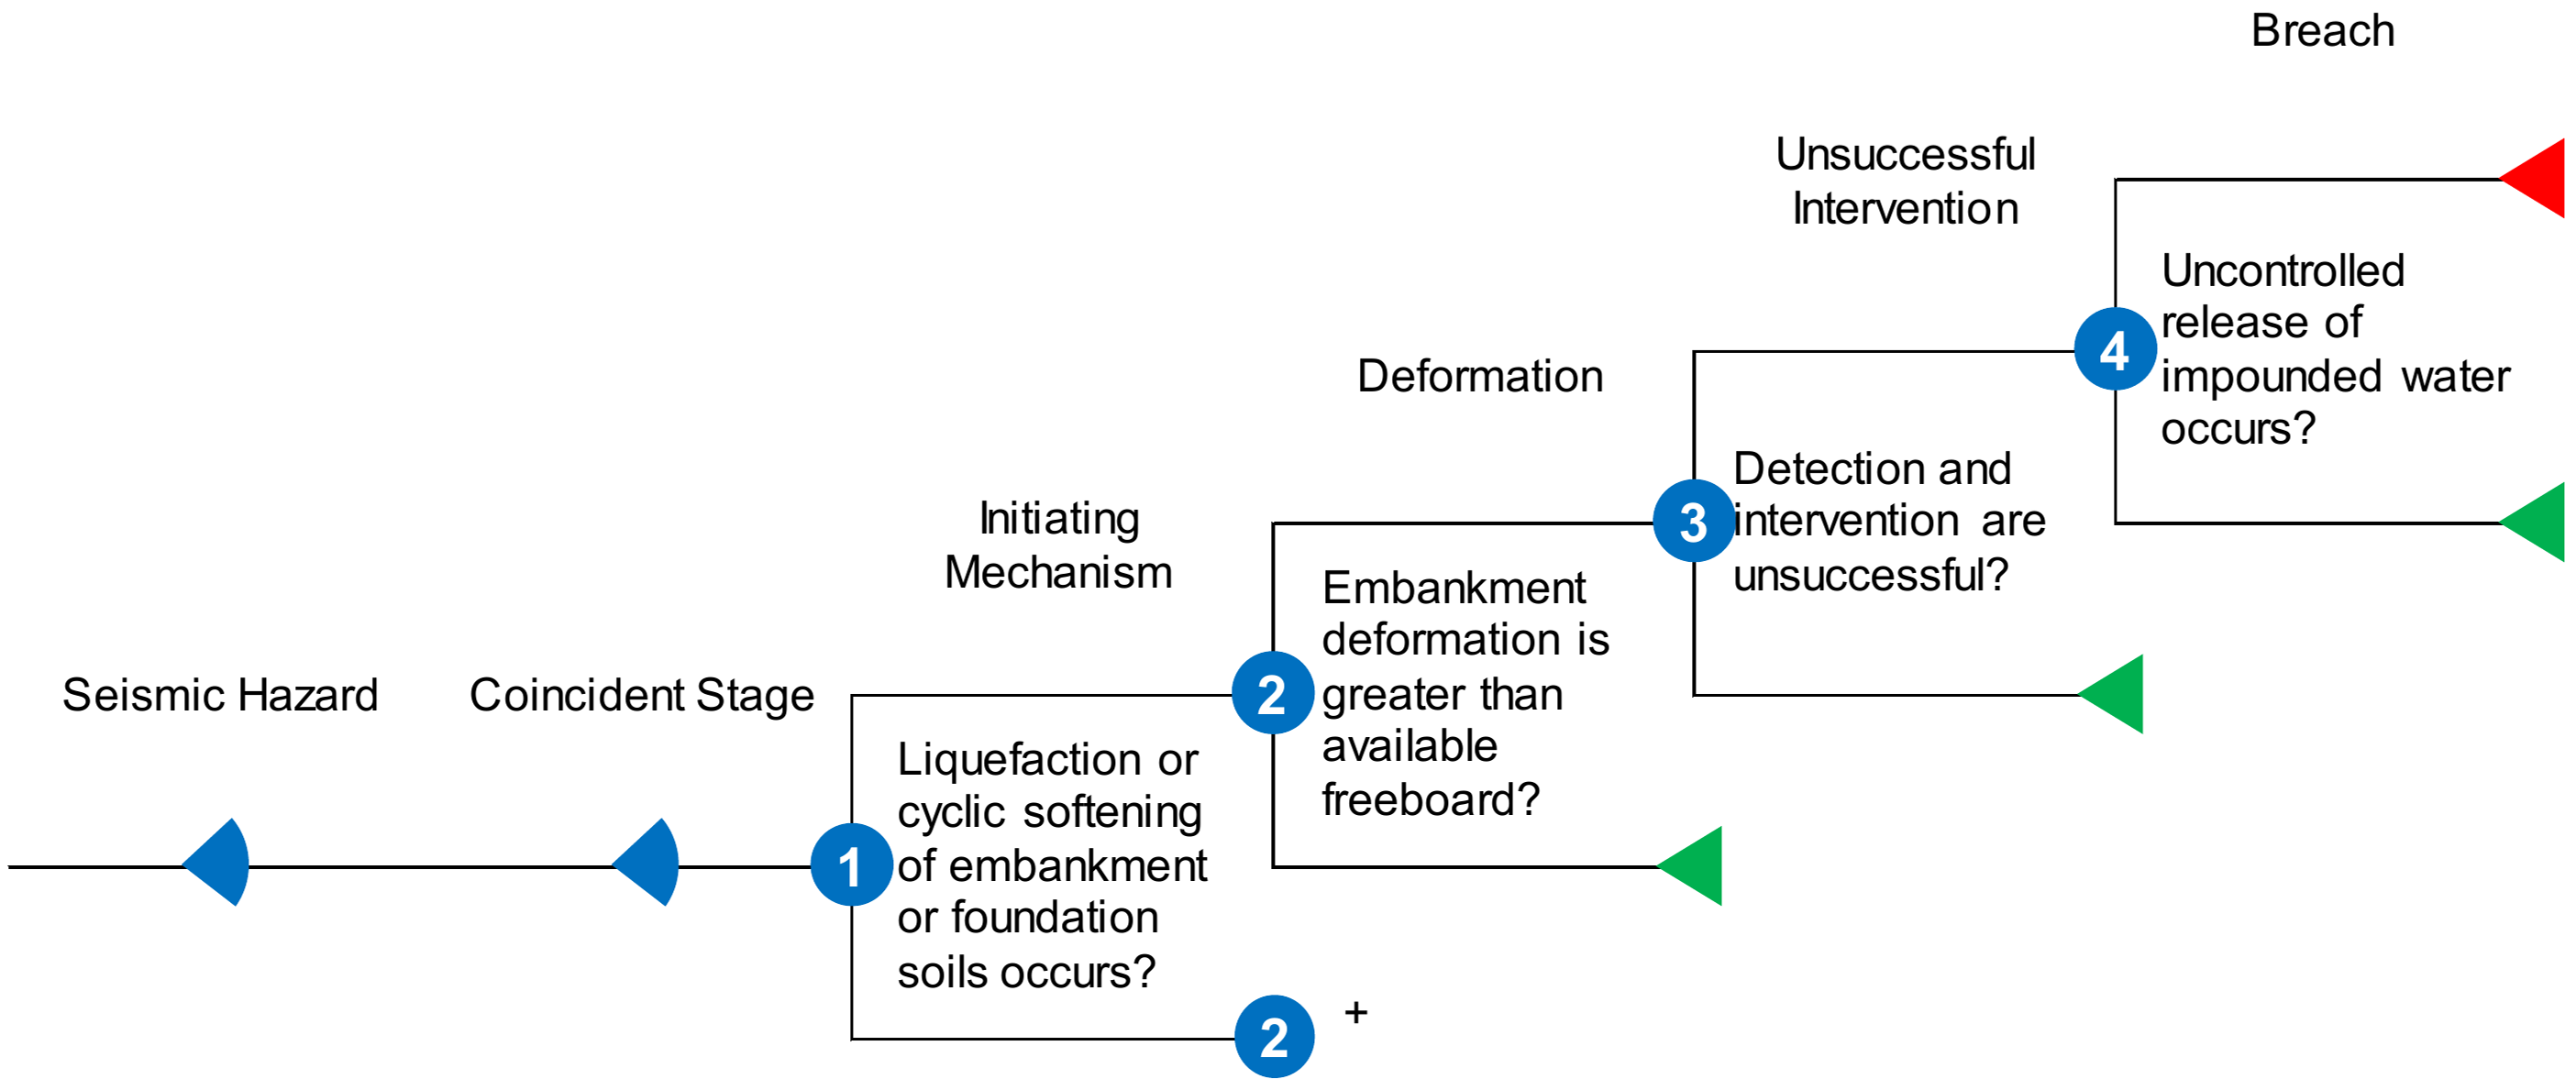 Breach
Unsuccessful
Intervention
Uncontrolled
release of
impounded water
occurs?
4
Deformation
Detection and
intervention are
unsuccessful?
3
Initiating
Mechanism
Embankment
deformation is
greater than
available
freeboard?
2
Seismic Hazard
Coincident Stage
Liquefaction or
cyclic softening
of embankment
or foundation
soils occurs?
1
2
+